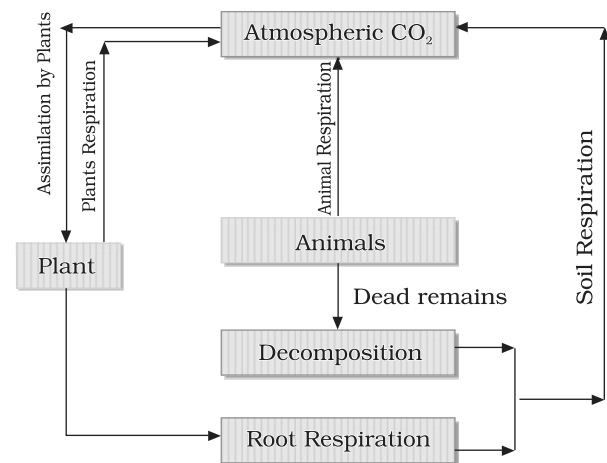 Atmospheric CO₂
Assimilation by Plants
Plants Respiration
Animal Respiration
Soil Respiration
Animals
Plant
Dead remains
Decomposition
Root Respiration